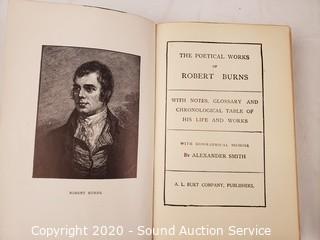 ROBERT BURNS
THE POETICAL WORKS
OF
ROBERT BURNS
WITH NOTES, GLOSSARY AND
CHRONOLOGICAL TABLE OF
HIS LIFE AND WORKS
WITH BIOGRAPHICAL MEMOIR
By ALEXANDER SMITH
A. L. BURT COMPANY, PUBLISHERS,
Copyright 2020 - Sound Auction Service